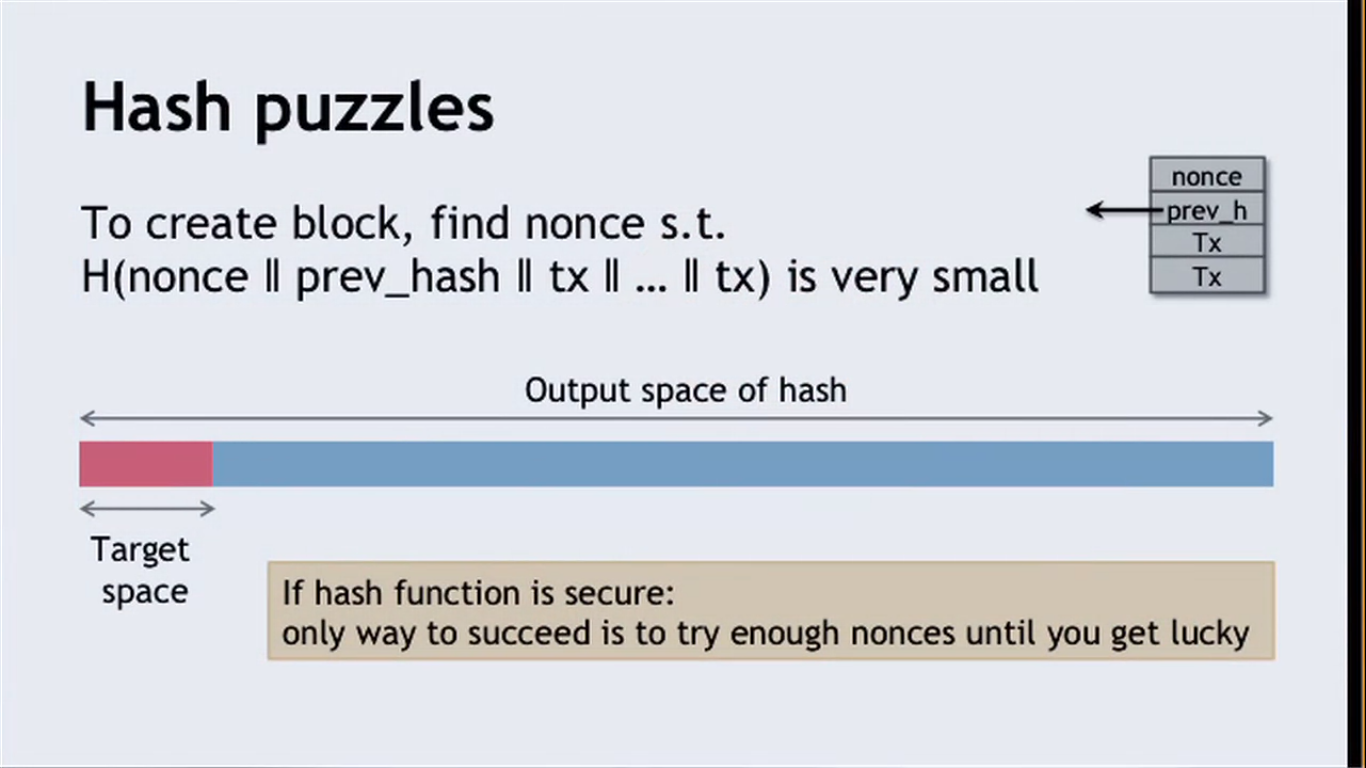 Hash puzzles
To create block, find nonce s.t.
H(nonce ‖ prev_hash ‖ tx ‖ … ‖ tx) is very small
nonce
prev_h
Tx
Tx
Output space of hash
Target
space
If hash function is secure:
only way to succeed is to try enough nonces until you get lucky